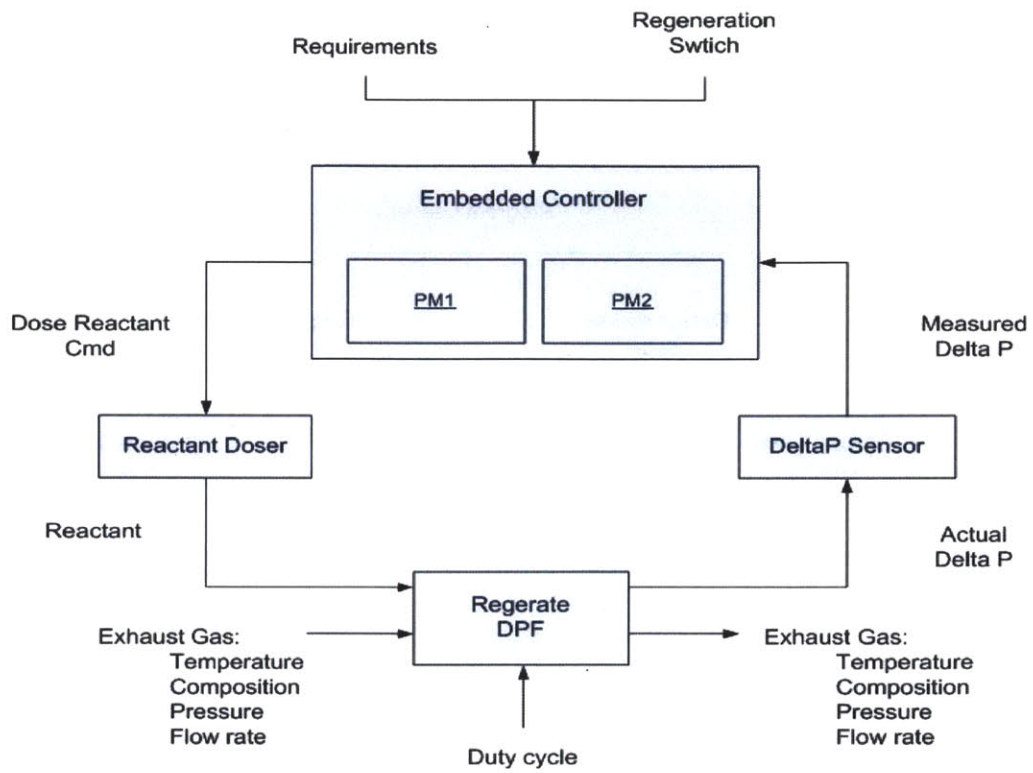 Requirements
Regeneration
Swtich
Embedded Controller
PM1
PM2
Dose Reactant
Cmd
Measured
Delta P
Reactant Doser
DeltaP Sensor
Reactant
Actual
Delta P
Regerate
DPF
Exhaust Gas:
Temperature
Composition
Pressure
Flow rate
Exhaust Gas:
Temperature
Composition
Pressure
Flow rate
Duty cycle